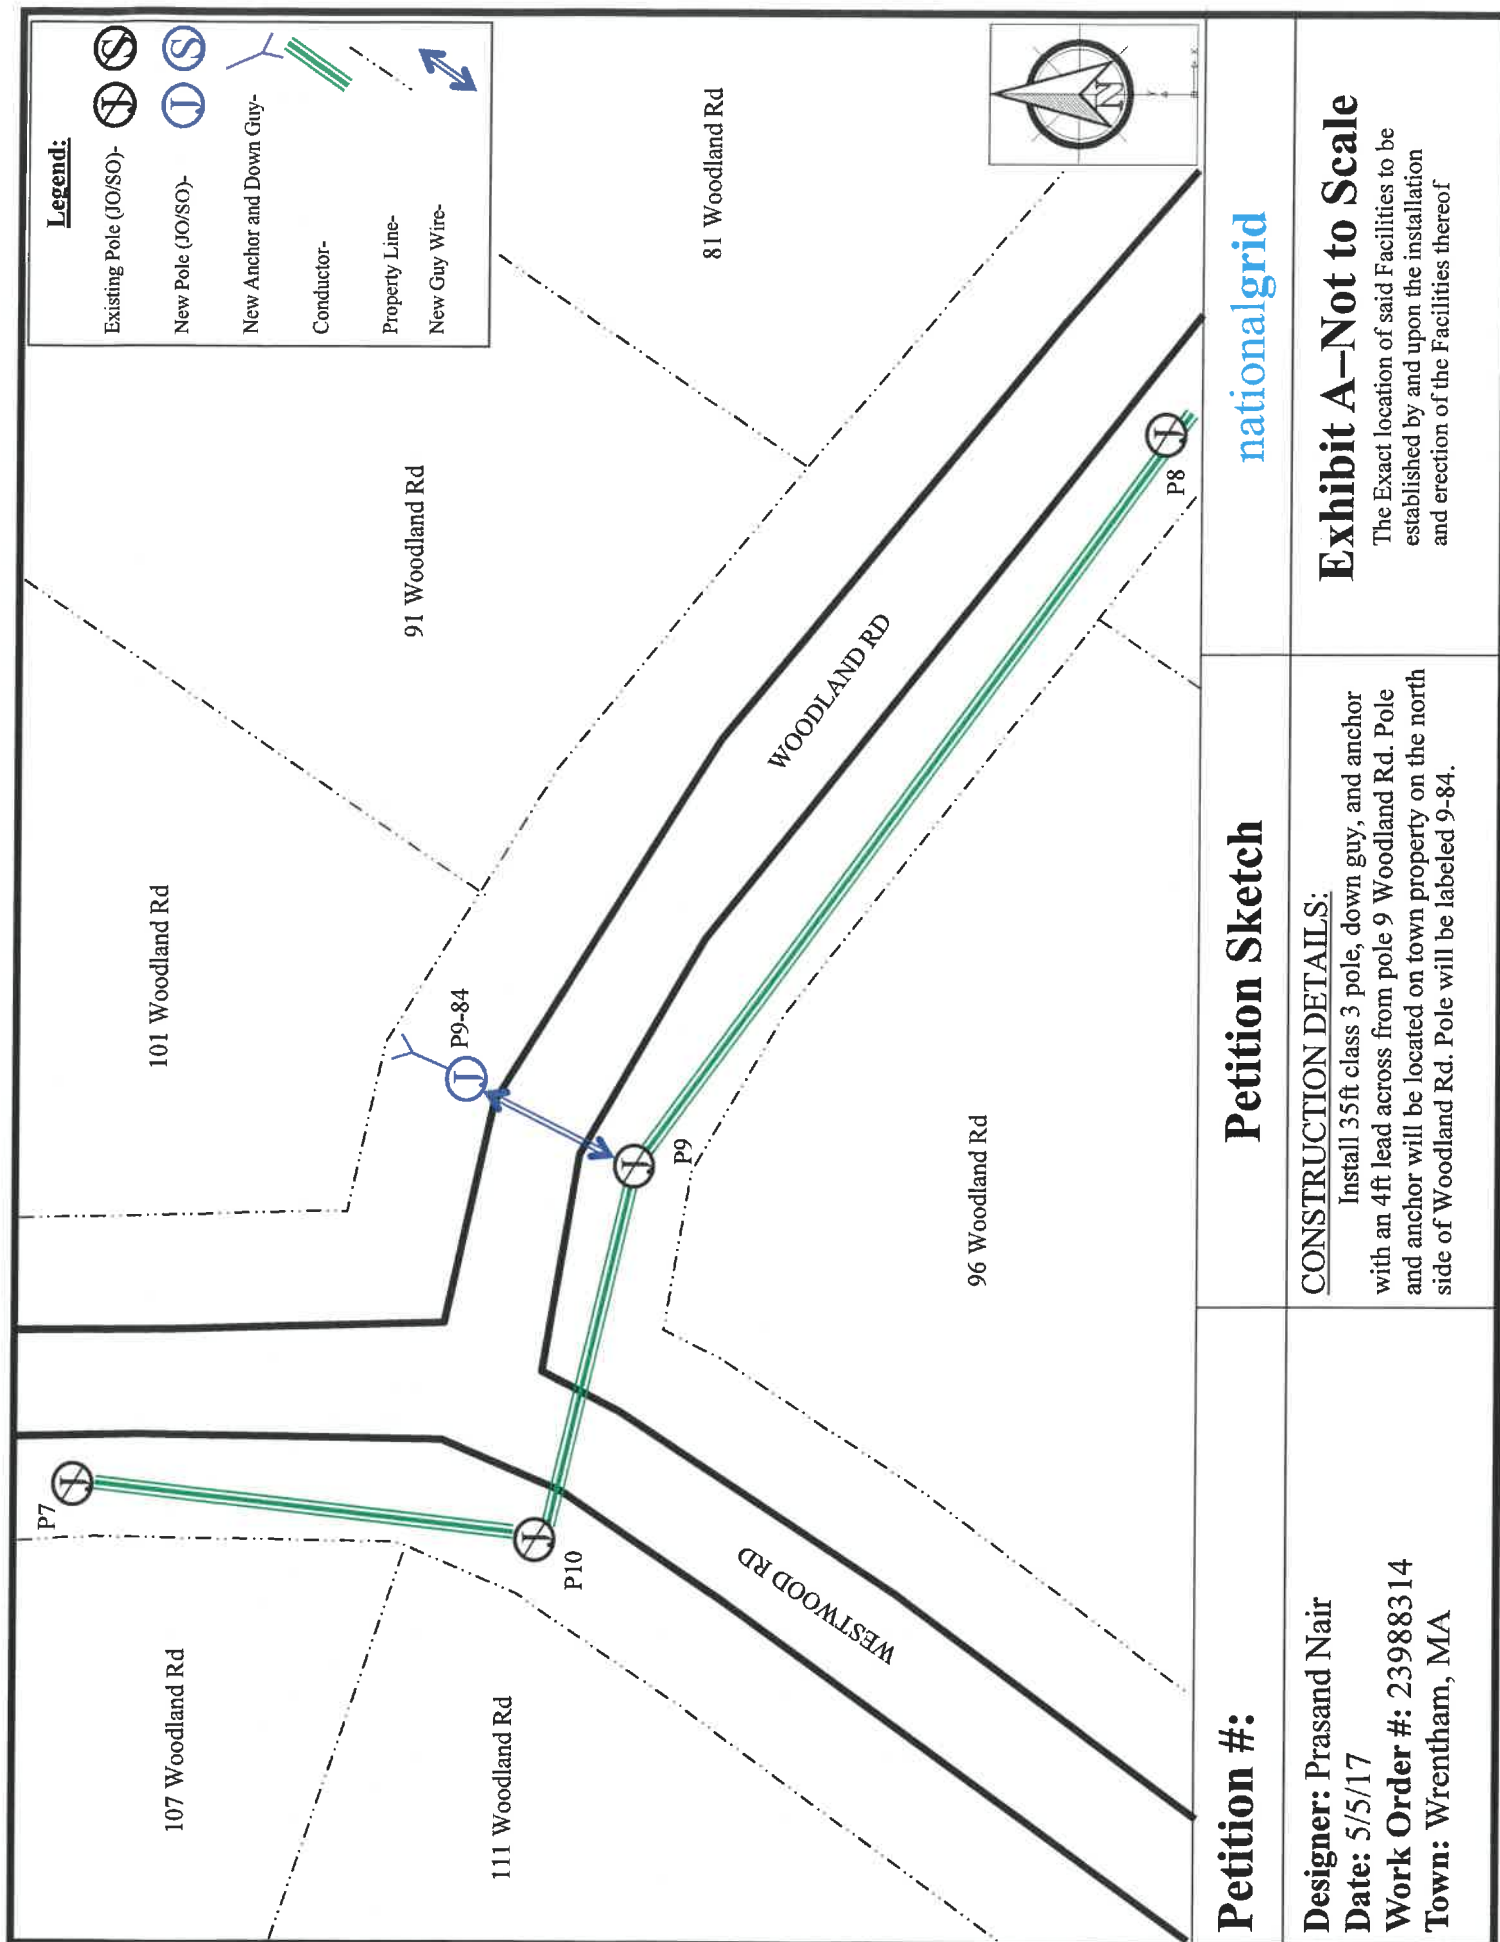 Legend:
Existing Pole (JO/SO)- J S
New Pole (JO/SO)- J S
New Anchor and Down Guy-
Conductor-
Property Line-
New Guy Wire-
107 Woodland Rd
P7
101 Woodland Rd
91 Woodland Rd
81 Woodland Rd
J
P9-84
J
J
P10
111 Woodland Rd
J
P9
WOODLAND RD
WESTWOOD RD
96 Woodland Rd
J
P8
N
Y
X
Petition #:
Petition Sketch
nationalgrid
Designer: Prasand Nair
Date: 5/5/17
Work Order #: 23988314
Town: Wrentham, MA
CONSTRUCTION DETAILS:
Install 35ft class 3 pole, down guy, and anchor
with an 4ft lead across from pole 9 Woodland Rd. Pole
and anchor will be located on town property on the north
side of Woodland Rd. Pole will be labeled 9-84.
Exhibit A–Not to Scale
The Exact location of said Facilities to be
established by and upon the installation
and erection of the Facilities thereof